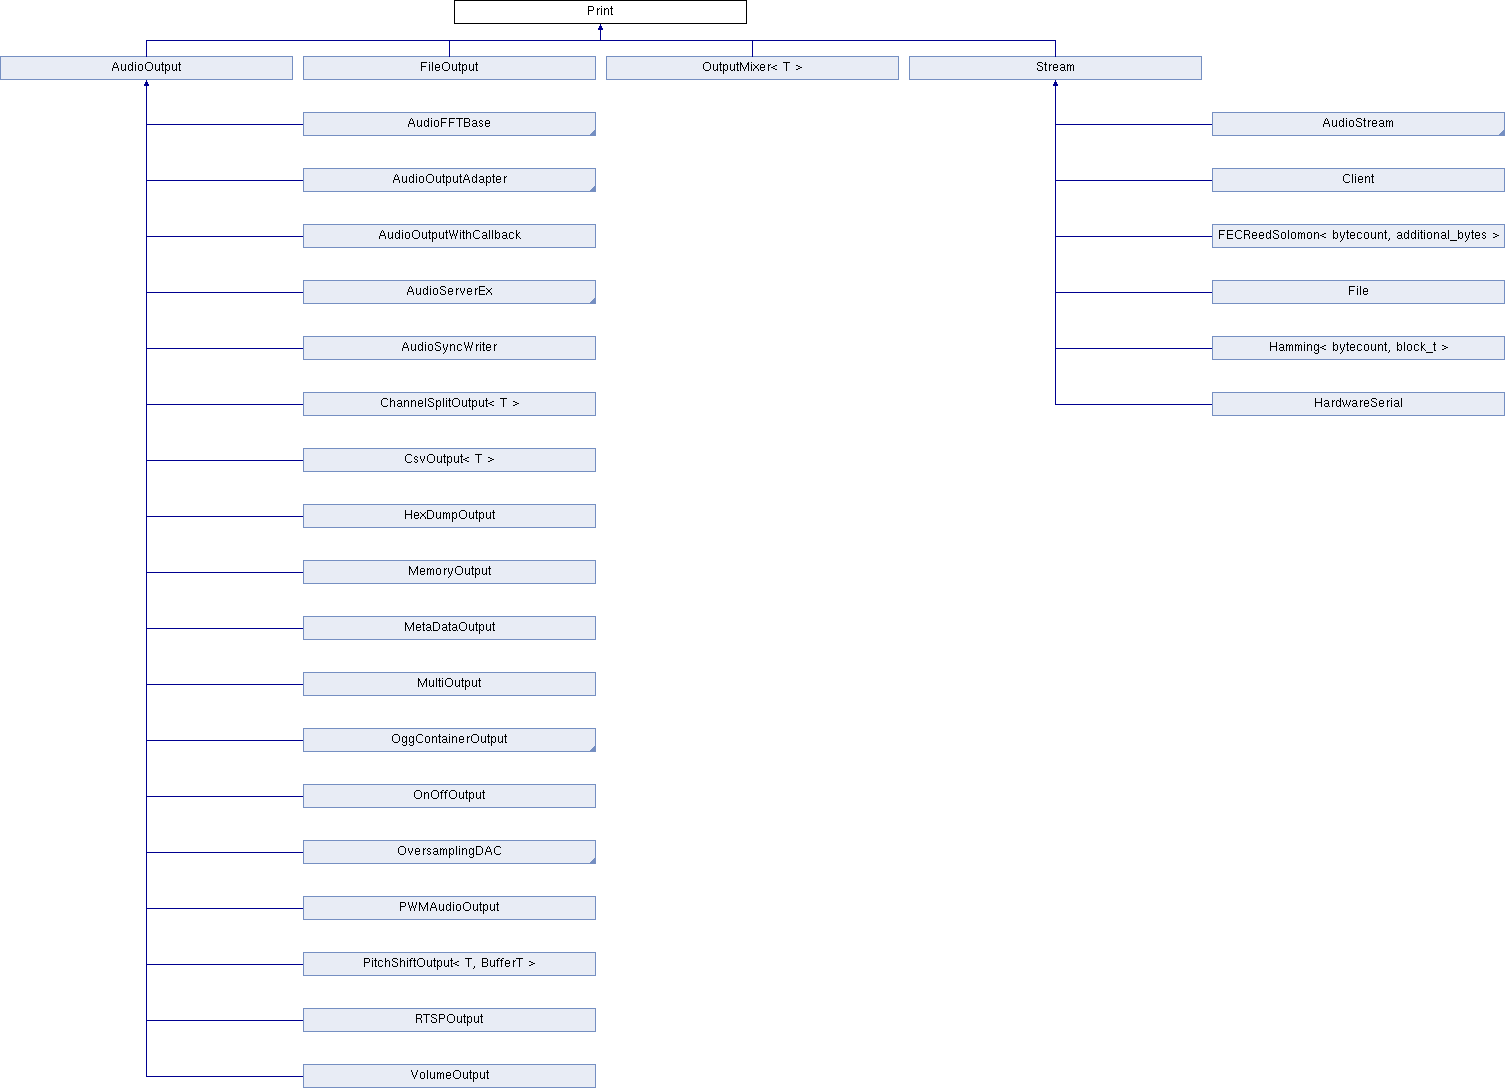 Print
AudioOutput
FileOutput
OutputMixer< T >
Stream
AudioFFTBase
AudioStream
AudioOutputAdapter
Client
AudioOutputWithCallback
FECReedSolomon< bytecount, additional_bytes >
AudioServerEx
File
AudioSyncWriter
Hamming< bytecount, block_t >
ChannelSplitOutput< T >
HardwareSerial
CsvOutput< T >
HexDumpOutput
MemoryOutput
MetaDataOutput
MultiOutput
OggContainerOutput
OnOffOutput
OversamplingDAC
PWMAudioOutput
PitchShiftOutput< T, BufferT >
RTSPOutput
VolumeOutput